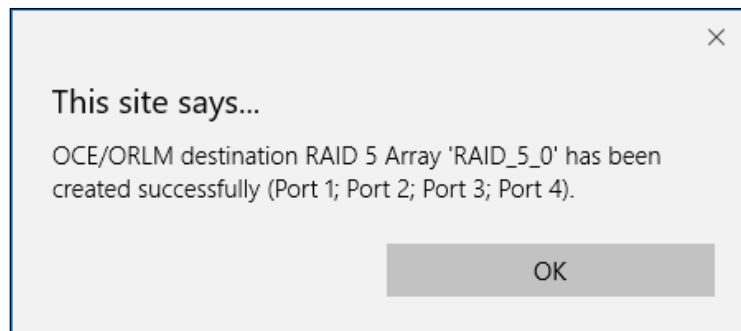 This site says...
OCE/ORLM destination RAID 5 Array 'RAID_5_0' has been
created successfully (Port 1; Port 2; Port 3; Port 4).
OK